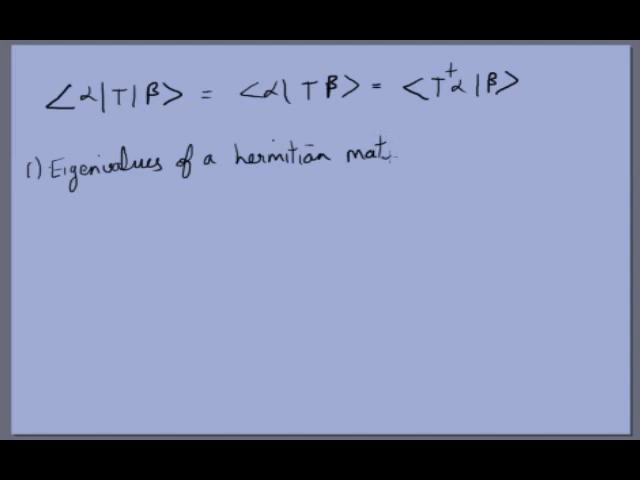 <α|T|β> = <α| Tβ> = <T†α|β>
1) Eigenvalues of a hermitian mat